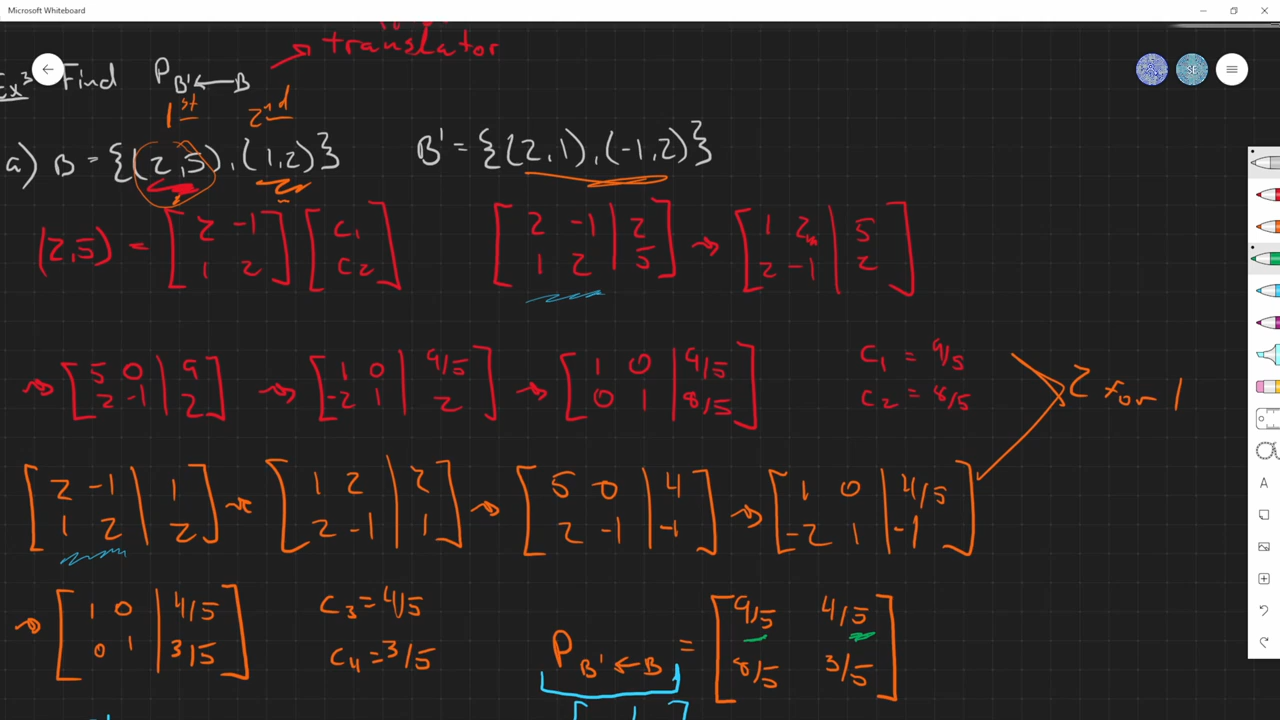 Microsoft Whiteboard
translator
Ex3 Find P B'←B
1st 2nd
a) B = {(2,5),(1,2)} B' = {(2,1),(-1,2)}
(2,5) = [2 -1; 1 2] [c1; c2] [2 -1 | 2; 1 2 | 5] → [1 2 | 5; 2 -1 | 2]
→ [5 0 | 9; 2 -1 | 2] → [1 0 | 9/5; -2 1 | 2] → [1 0 | 9/5; 0 1 | 8/5] c1 = 9/5 c2 = 8/5
2 for 1
[2 -1 | 1; 1 2 | 2] → [1 2 | 2; 2 -1 | 1] → [5 0 | 4; 2 -1 | -1] → [1 0 | 4/5; -2 1 | -1]
→ [1 0 | 4/5; 0 1 | 3/5] c3 = 4/5 c4 = 3/5
P B'←B = [9/5 4/5; 8/5 3/5]
SE
A